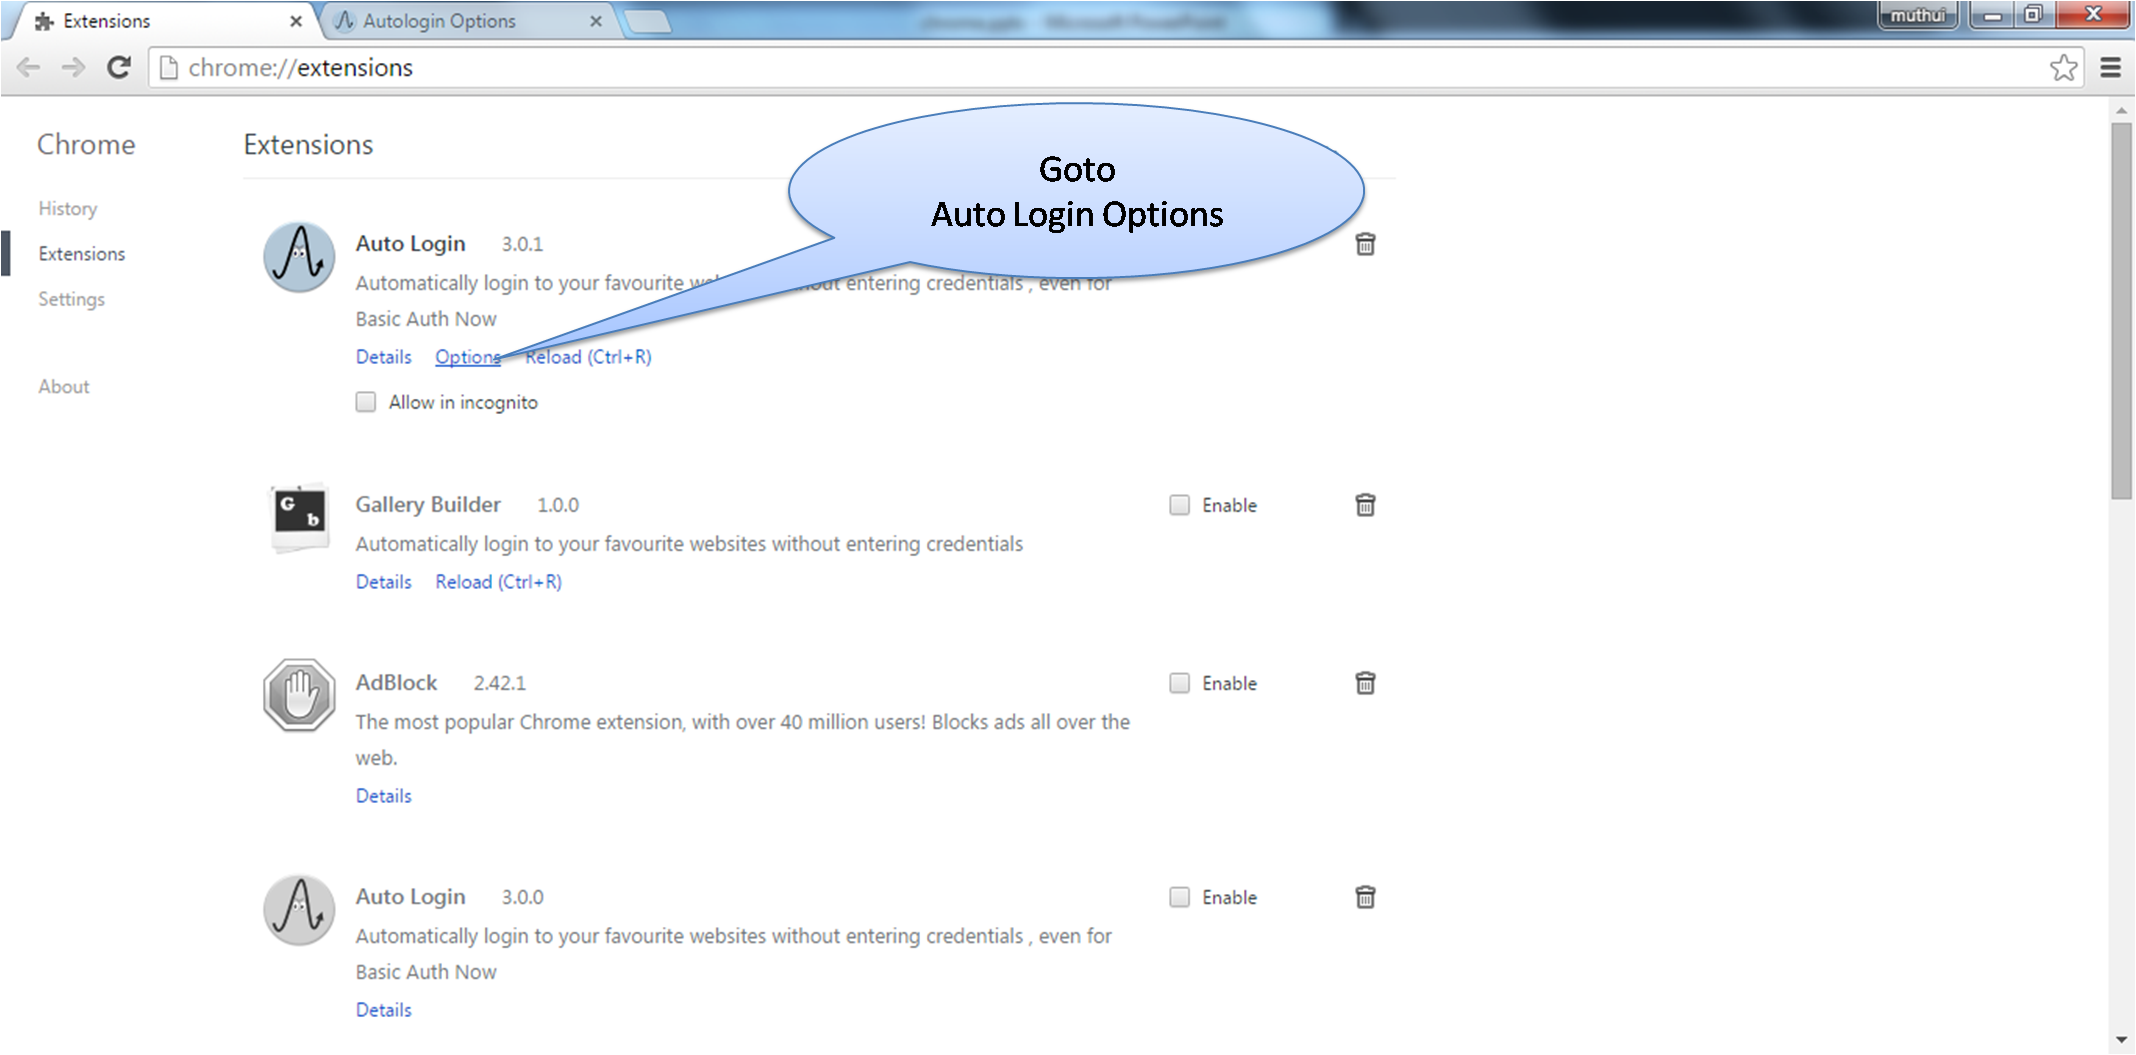 Extensions
Autologin Options
muthui
chrome://extensions
Chrome
History
Extensions
Settings
About
Extensions
Goto
Auto Login Options
Auto Login 3.0.1
Automatically login to your favourite we out entering credentials , even for
Basic Auth Now
Details Options Reload (Ctrl+R)
Allow in incognito
G
b
Gallery Builder 1.0.0
Enable
Automatically login to your favourite websites without entering credentials
Details Reload (Ctrl+R)
AdBlock 2.42.1
Enable
The most popular Chrome extension, with over 40 million users! Blocks ads all over the
web.
Details
Auto Login 3.0.0
Enable
Automatically login to your favourite websites without entering credentials , even for
Basic Auth Now
Details